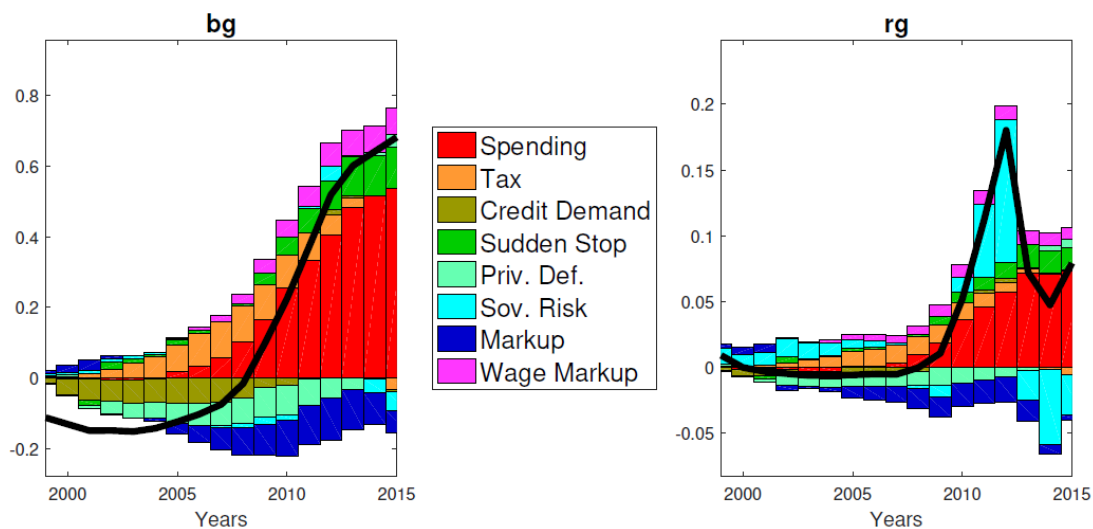 bg
0.8
0.6
0.4
0.2
0
-0.2
2000 2005 2010 2015
Years
Spending
Tax
Credit Demand
Sudden Stop
Priv. Def.
Sov. Risk
Markup
Wage Markup
rg
0.2
0.15
0.1
0.05
0
-0.05
2000 2005 2010 2015
Years